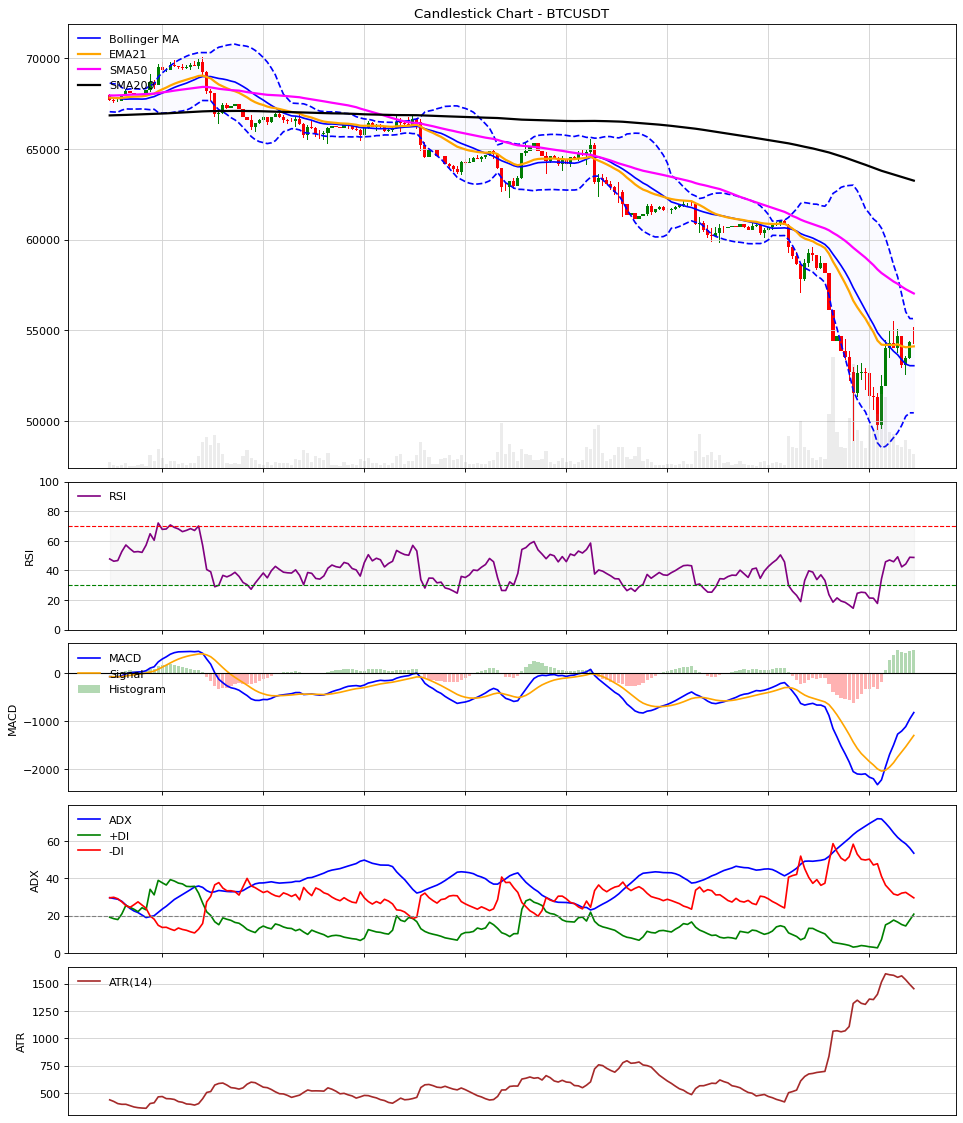 Candlestick Chart - BTCUSDT
Bollinger MA
EMA21
SMA50
SMA200
70000
65000
60000
55000
50000
RSI
100
80
60
40
20
0
RSI
MACD
Signal
Histogram
0
−1000
−2000
MACD
ADX
+DI
-DI
60
40
20
0
ADX
ATR(14)
1500
1250
1000
750
500
ATR